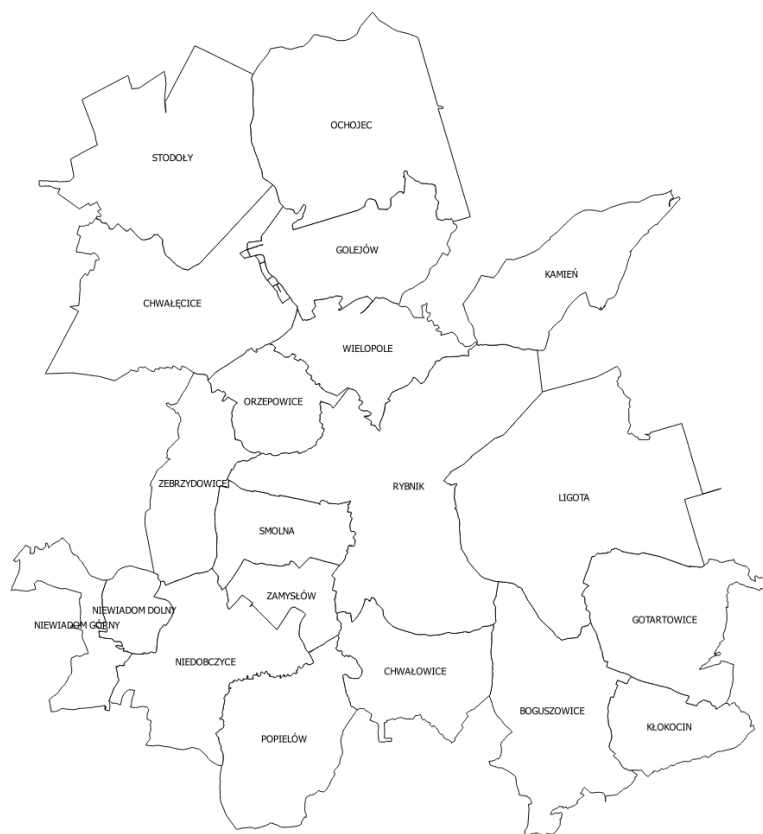 OCHOJEC
STODOŁY
GOLEJÓW
KAMIEŃ
CHWAŁĘCICE
WIELOPOLE
ORZEPOWICE
ZEBRZYDOWICE
RYBNIK
LIGOTA
SMOLNA
ZAMYSŁÓW
NIEWIADOM DOLNY
NIEWIADOM GÓRNY
GOTARTOWICE
NIEDOBCZYCE
CHWAŁOWICE
BOGUSZOWICE
KŁOKOCIN
POPIELÓW